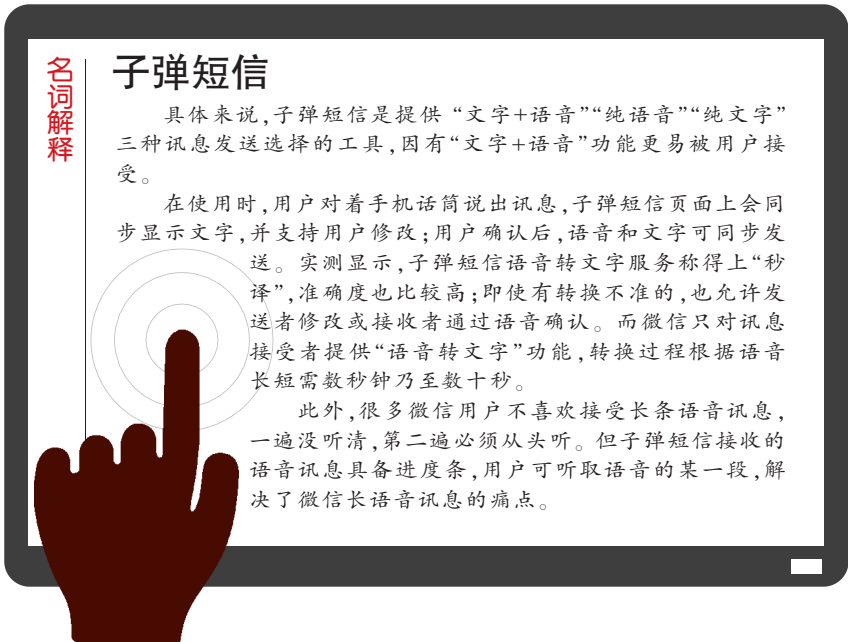 名词解释
子弹短信
具体来说,子弹短信是提供 “文字+语音”“纯语音”“纯文字”
三种讯息发送选择的工具,因有“文字+语音”功能更易被用户接
受。
在使用时,用户对着手机话筒说出讯息,子弹短信页面上会同
步显示文字,并支持用户修改;用户确认后,语音和文字可同步发
送。实测显示,子弹短信语音转文字服务称得上“秒
译”,准确度也比较高;即使有转换不准的,也允许发
送者修改或接收者通过语音确认。而微信只对讯息
接受者提供“语音转文字”功能,转换过程根据语音
长短需数秒钟乃至数十秒。
此外,很多微信用户不喜欢接受长条语音讯息,
一遍没听清,第二遍必须从头听。但子弹短信接收的
语音讯息具备进度条,用户可听取语音的某一段,解
决了微信长语音讯息的痛点。